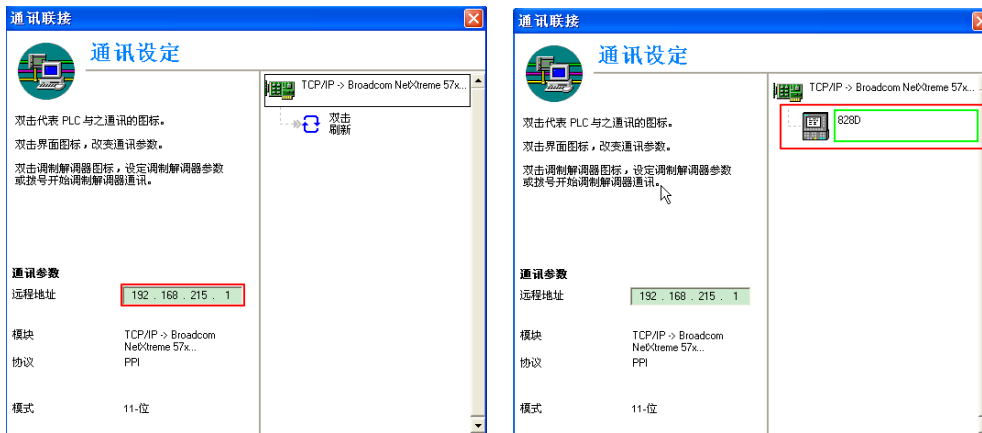 通讯联接
通讯设定
TCP/IP -> Broadcom NetXtreme 57x...
双击
刷新
双击代表 PLC 与之通讯的图标。
双击界面图标，改变通讯参数。
双击调制解调器图标，设定调制解调器参数
或拨号开始调制解调器通讯。
通讯参数
远程地址 192 . 168 . 215 . 1
模块 TCP/IP -> Broadcom
NetXtreme 57x...
协议 PPI
模式 11-位
通讯联接
通讯设定
TCP/IP -> Broadcom NetXtreme 57x...
828D
双击代表 PLC 与之通讯的图标。
双击界面图标，改变通讯参数。
双击调制解调器图标，设定调制解调器参数
或拨号开始调制解调器通讯。
通讯参数
远程地址 192 . 168 . 215 . 1
模块 TCP/IP -> Broadcom
NetXtreme 57x...
协议 PPI
模式 11-位